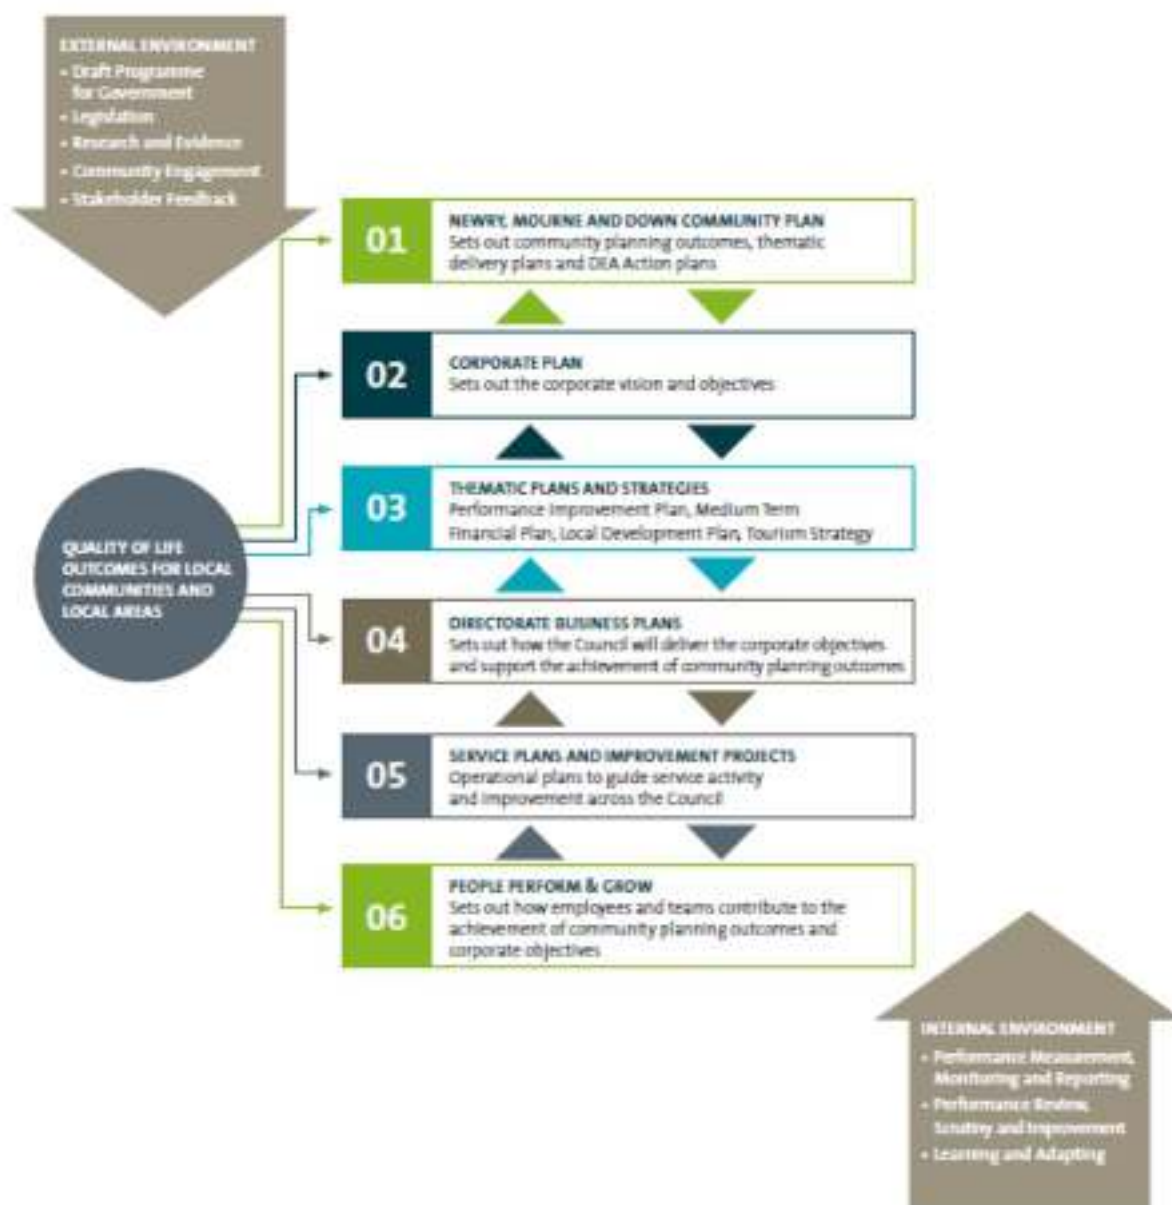 EXTERNAL ENVIRONMENT
• Draft Programme
for Government
• Legislation
• Research and Evidence
• Community Engagement
• Stakeholder Feedback
01
NEWRY, MOURNE AND DOWN COMMUNITY PLAN
Sets out community planning outcomes, thematic
delivery plans and DEA Action plans
02
CORPORATE PLAN
Sets out the corporate vision and objectives
03
THEMATIC PLANS AND STRATEGIES
Performance Improvement Plan, Medium Term
Financial Plan, Local Development Plan, Tourism Strategy
QUALITY OF LIFE
OUTCOMES FOR LOCAL
COMMUNITIES AND
LOCAL AREAS
04
DIRECTORATE BUSINESS PLANS
Sets out how the Council will deliver the corporate objectives
and support the achievement of community planning outcomes
05
SERVICE PLANS AND IMPROVEMENT PROJECTS
Operational plans to guide service activity
and improvement across the Council
06
PEOPLE PERFORM & GROW
Sets out how employees and teams contribute to the
achievement of community planning outcomes and
corporate objectives
INTERNAL ENVIRONMENT
• Performance Measurement,
Monitoring and Reporting
• Performance Review,
Scrutiny and Improvement
• Learning and Adapting